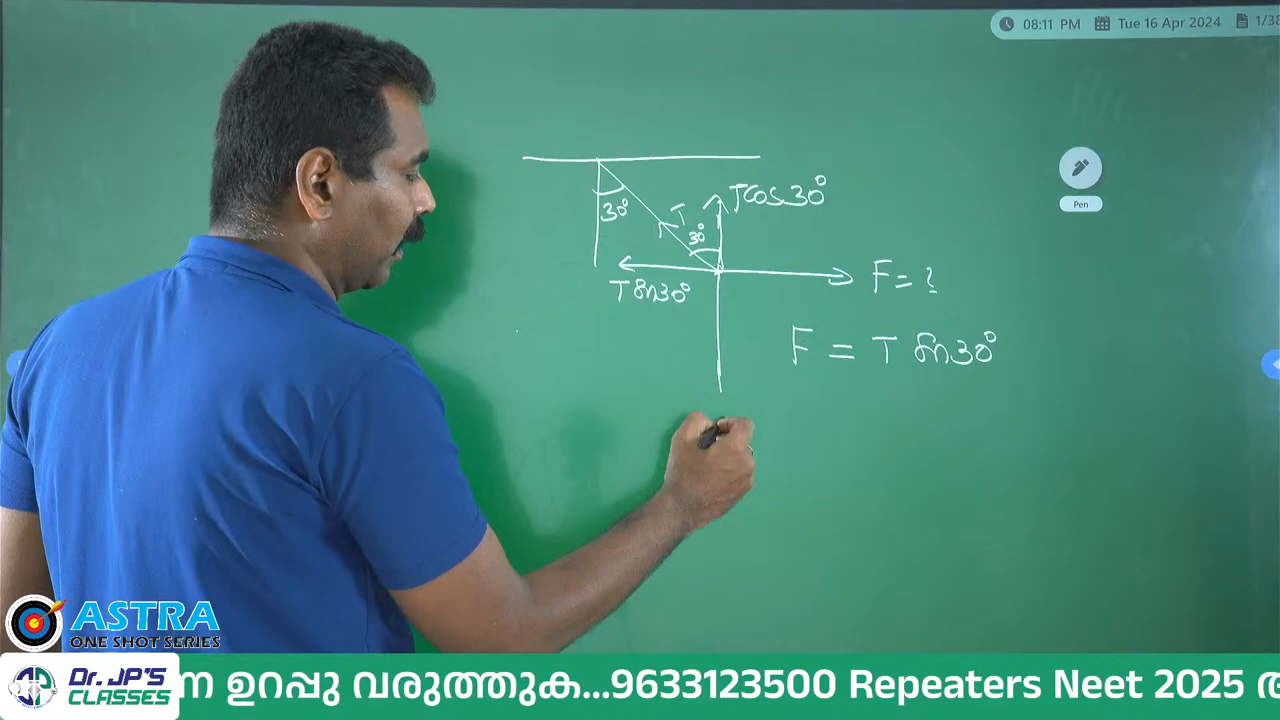 08:11 PM Tue 16 Apr 2024 1/38
Pen
T cos 30°
30°
T
30°
T sin 30°
F = ?
F = T sin 30°
ASTRA
ONE SHOT SERIES
Dr. JP'S
CLASSES
ന ഉറപ്പു വരുത്തുക...9633123500 Repeaters Neet 2025